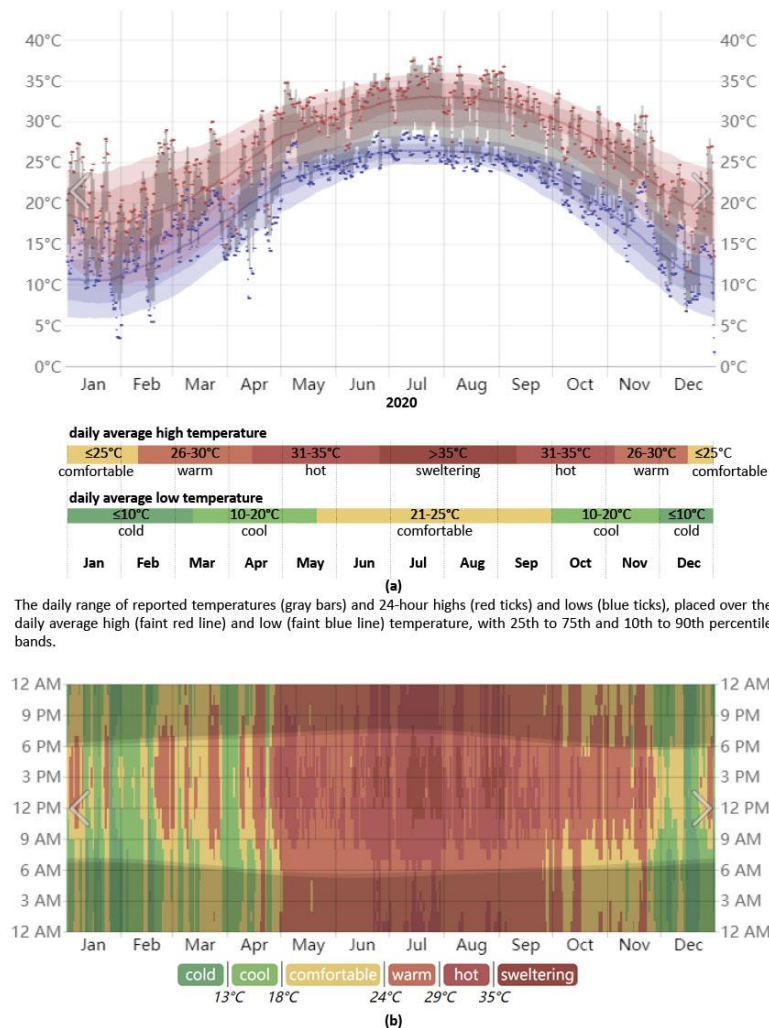 40°C 40°C
35°C 35°C
30°C 30°C
25°C 25°C
20°C 20°C
15°C 15°C
10°C 10°C
5°C 5°C
0°C 0°C
Jan Feb Mar Apr May Jun Jul Aug Sep Oct Nov Dec
2020
daily average high temperature
≤25°C 26-30°C 31-35°C >35°C 31-35°C 26-30°C ≤25°C
comfortable warm hot sweltering hot warm comfortable
daily average low temperature
≤10°C 10-20°C 21-25°C 10-20°C ≤10°C
cold cool comfortable cool cold
Jan Feb Mar Apr May Jun Jul Aug Sep Oct Nov Dec
(a)
The daily range of reported temperatures (gray bars) and 24-hour highs (red ticks) and lows (blue ticks), placed over the
daily average high (faint red line) and low (faint blue line) temperature, with 25th to 75th and 10th to 90th percentile
bands.
12 AM 12 AM
9 PM 9 PM
6 PM 6 PM
3 PM 3 PM
12 PM 12 PM
9 AM 9 AM
6 AM 6 AM
3 AM 3 AM
12 AM 12 AM
Jan Feb Mar Apr May Jun Jul Aug Sep Oct Nov Dec
cold cool comfortable warm hot sweltering
13°C 18°C 24°C 29°C 35°C
(b)